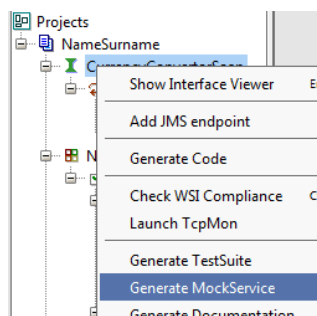 Projects
NameSurname
CurrencyConverterSoap
Show Interface Viewer
Add JMS endpoint
N
Generate Code
Check WSI Compliance
Launch TcpMon
Generate TestSuite
Generate MockService
Generate Documentation